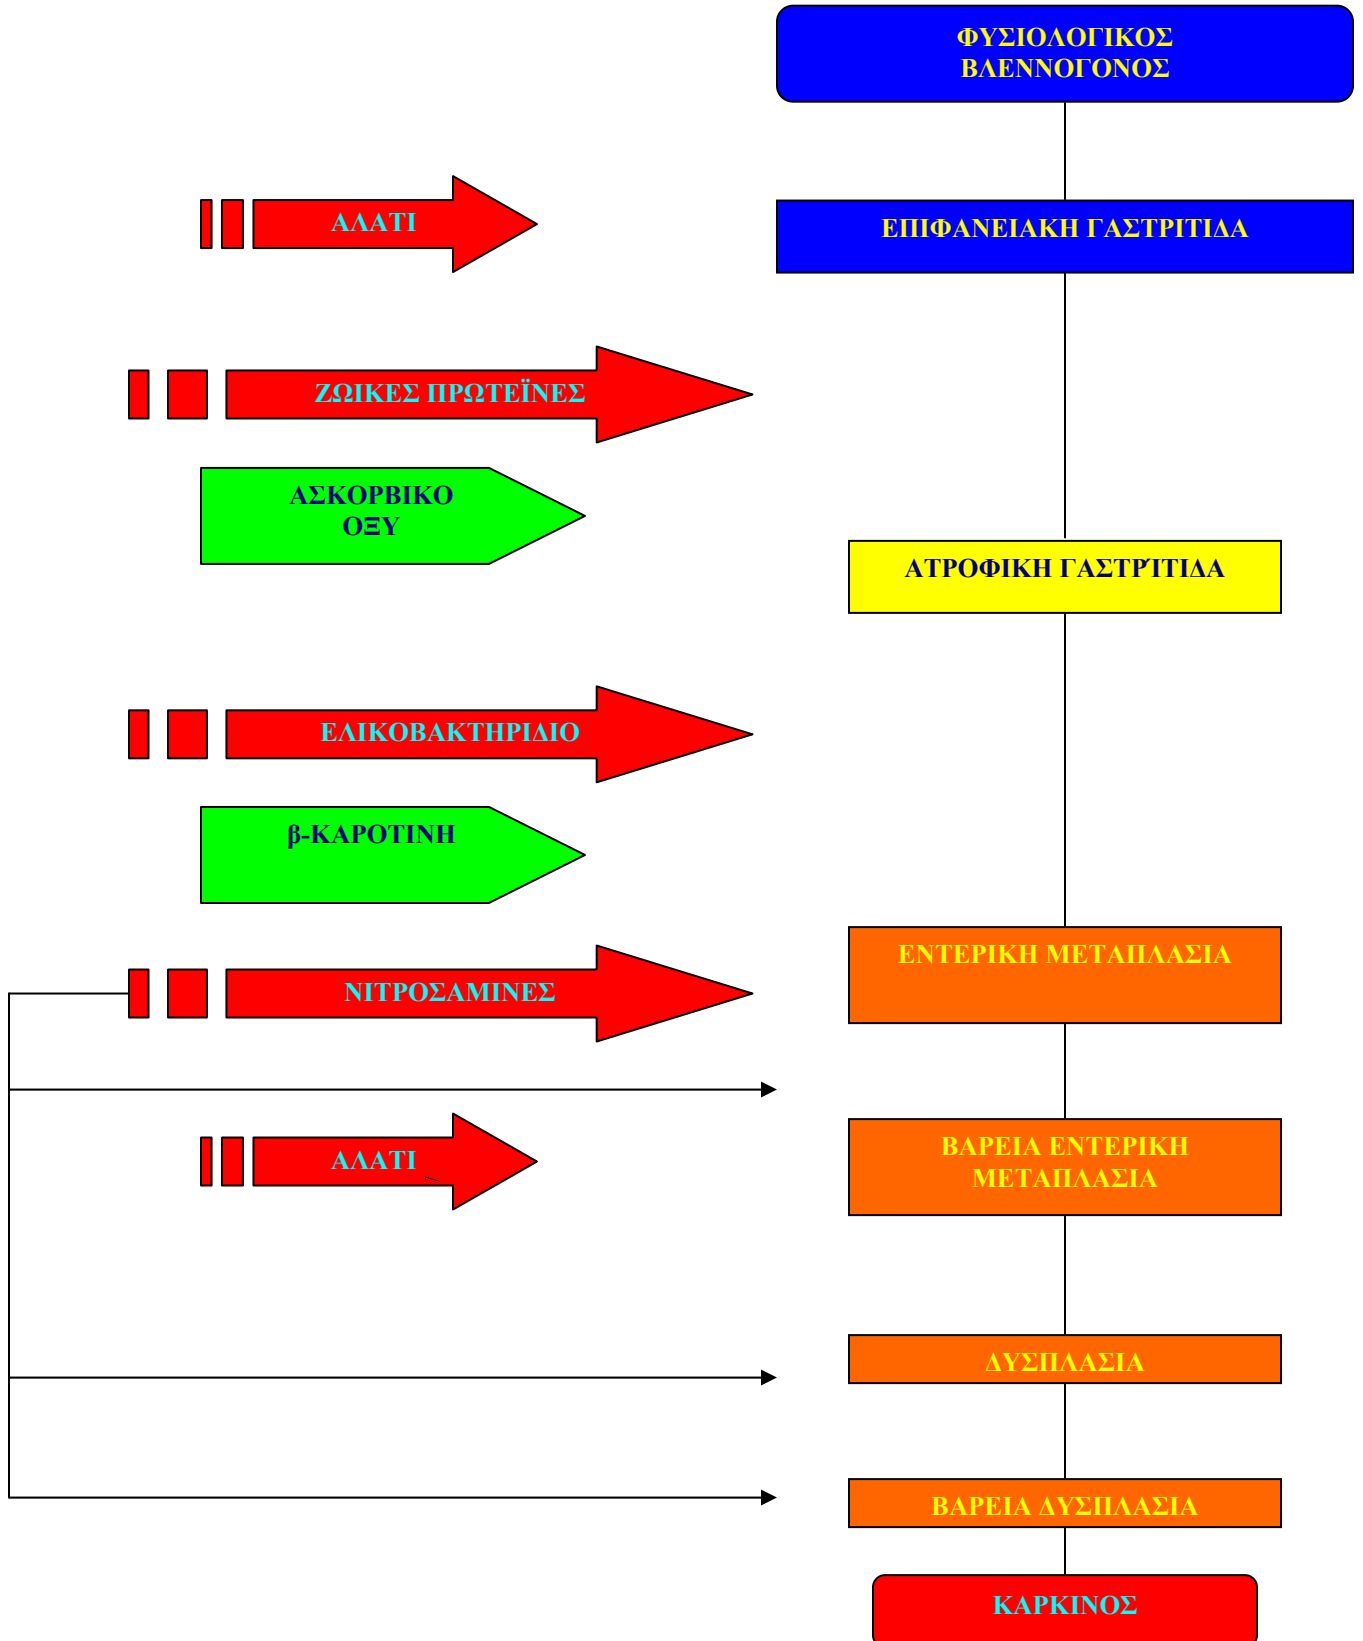 ΦΥΣΙΟΛΟΓΙΚΟΣ
ΒΛΕΝΝΟΓΟΝΟΣ
ΑΛΑΤΙ
ΕΠΙΦΑΝΕΙΑΚΗ ΓΑΣΤΡΙΤΙΔΑ
ΖΩΙΚΕΣ ΠΡΩΤΕΪΝΕΣ
ΑΣΚΟΡΒΙΚΟ
ΟΞΥ
ΑΤΡΟΦΙΚΗ ΓΑΣΤΡΊΤΙΔΑ
ΕΛΙΚΟΒΑΚΤΗΡΙΔΙΟ
β-ΚΑΡΟΤΙΝΗ
ΕΝΤΕΡΙΚΗ ΜΕΤΑΠΛΑΣΙΑ
ΝΙΤΡΟΣΑΜΙΝΕΣ
ΑΛΑΤΙ
ΒΑΡΕΙΑ ΕΝΤΕΡΙΚΗ
ΜΕΤΑΠΛΑΣΙΑ
ΔΥΣΠΛΑΣΙΑ
ΒΑΡΕΙΑ ΔΥΣΠΛΑΣΙΑ
ΚΑΡΚΙΝΟΣ